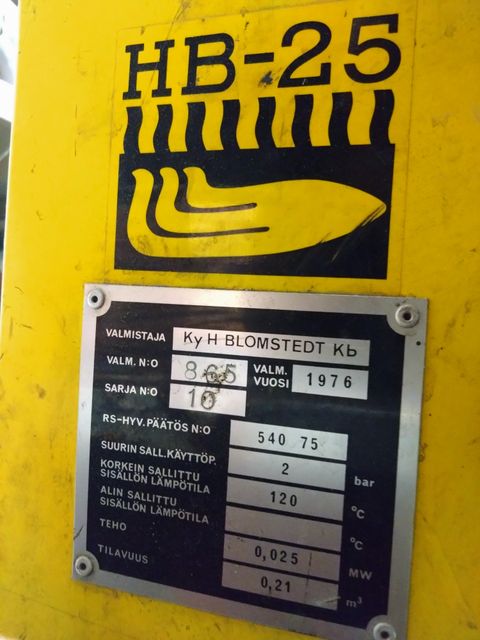 HB-25
VALMISTAJA Ky H BLOMSTEDT Kb
VALM. N:O 865 VALM. VUOSI 1976
SARJA N:O 10
RS-HYV.PÄÄTÖS N:O 540 75
SUURIN SALL.KÄYTTÖP. 2 bar
KORKEIN SALLITTU
SISÄLLÖN LÄMPÖTILA 120 °C
ALIN SALLITTU
SISÄLLÖN LÄMPÖTILA °C
TEHO 0,025 MW
TILAVUUS 0,21 m³